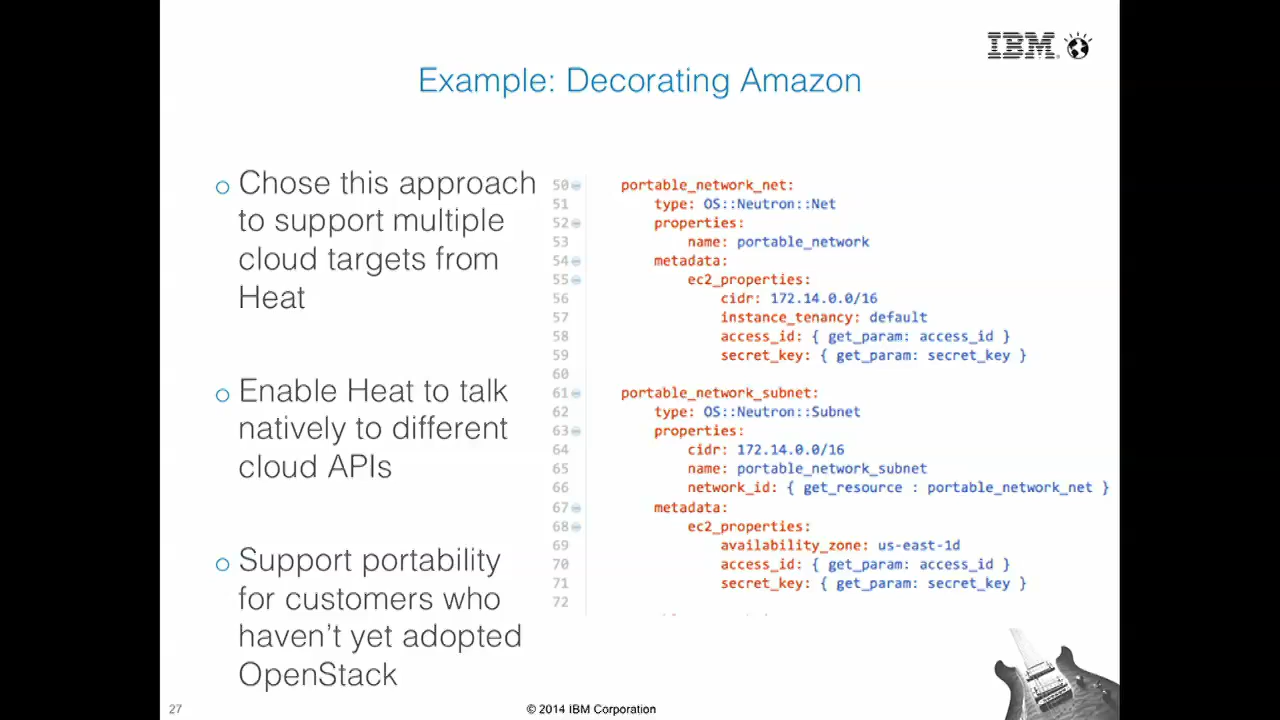 IBM
Example: Decorating Amazon
Chose this approach
to support multiple
cloud targets from
Heat
Enable Heat to talk
natively to different
cloud APIs
Support portability
for customers who
haven't yet adopted
OpenStack
50 portable_network_net:
51 type: OS::Neutron::Net
52 properties:
53 name: portable_network
54 metadata:
55 ec2_properties:
56 cidr: 172.14.0.0/16
57 instance_tenancy: default
58 access_id: { get_param: access_id }
59 secret_key: { get_param: secret_key }
60
61 portable_network_subnet:
62 type: OS::Neutron::Subnet
63 properties:
64 cidr: 172.14.0.0/16
65 name: portable_network_subnet
66 network_id: { get_resource : portable_network_net }
67 metadata:
68 ec2_properties:
69 availability_zone: us-east-1d
70 access_id: { get_param: access_id }
71 secret_key: { get_param: secret_key }
72
27
© 2014 IBM Corporation